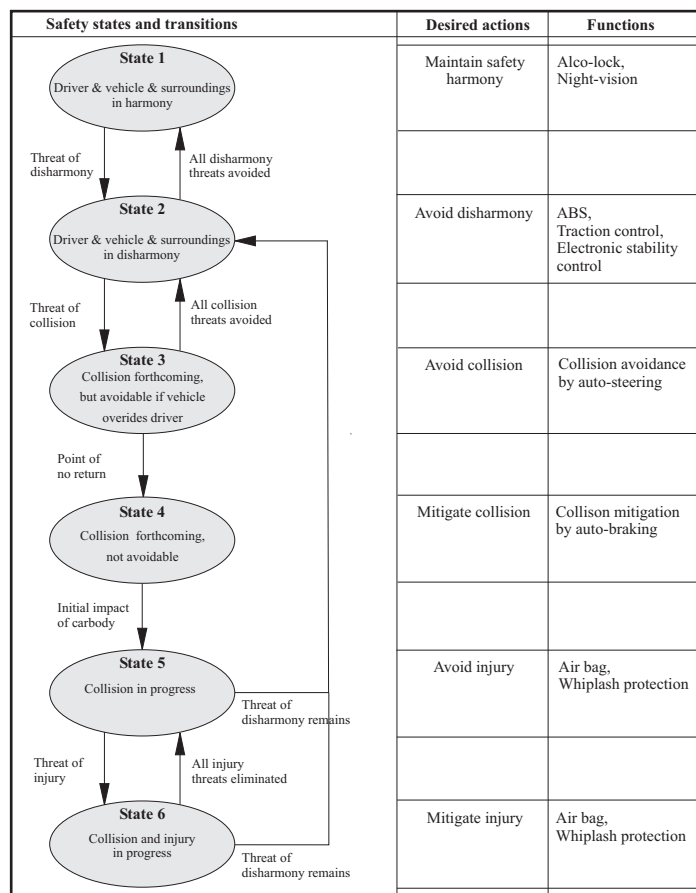 Safety states and transitions
Desired actions
Functions
State 1
Driver & vehicle & surroundings
in harmony
Maintain safety
harmony
Alco-lock,
Night-vision
Threat of
disharmony
All disharmony
threats avoided
State 2
Driver & vehicle & surroundings
in disharmony
Avoid disharmony
ABS,
Traction control,
Electronic stability
control
Threat of
collision
All collision
threats avoided
State 3
Collision forthcoming,
but avoidable if vehicle
overides driver
Avoid collision
Collision avoidance
by auto-steering
Point of
no return
State 4
Collision forthcoming,
not avoidable
Mitigate collision
Collison mitigation
by auto-braking
Initial impact
of carbody
State 5
Collision in progress
Threat of
disharmony remains
Avoid injury
Air bag,
Whiplash protection
Threat of
injury
All injury
threats eliminated
State 6
Collision and injury
in progress
Threat of
disharmony remains
Mitigate injury
Air bag,
Whiplash protection